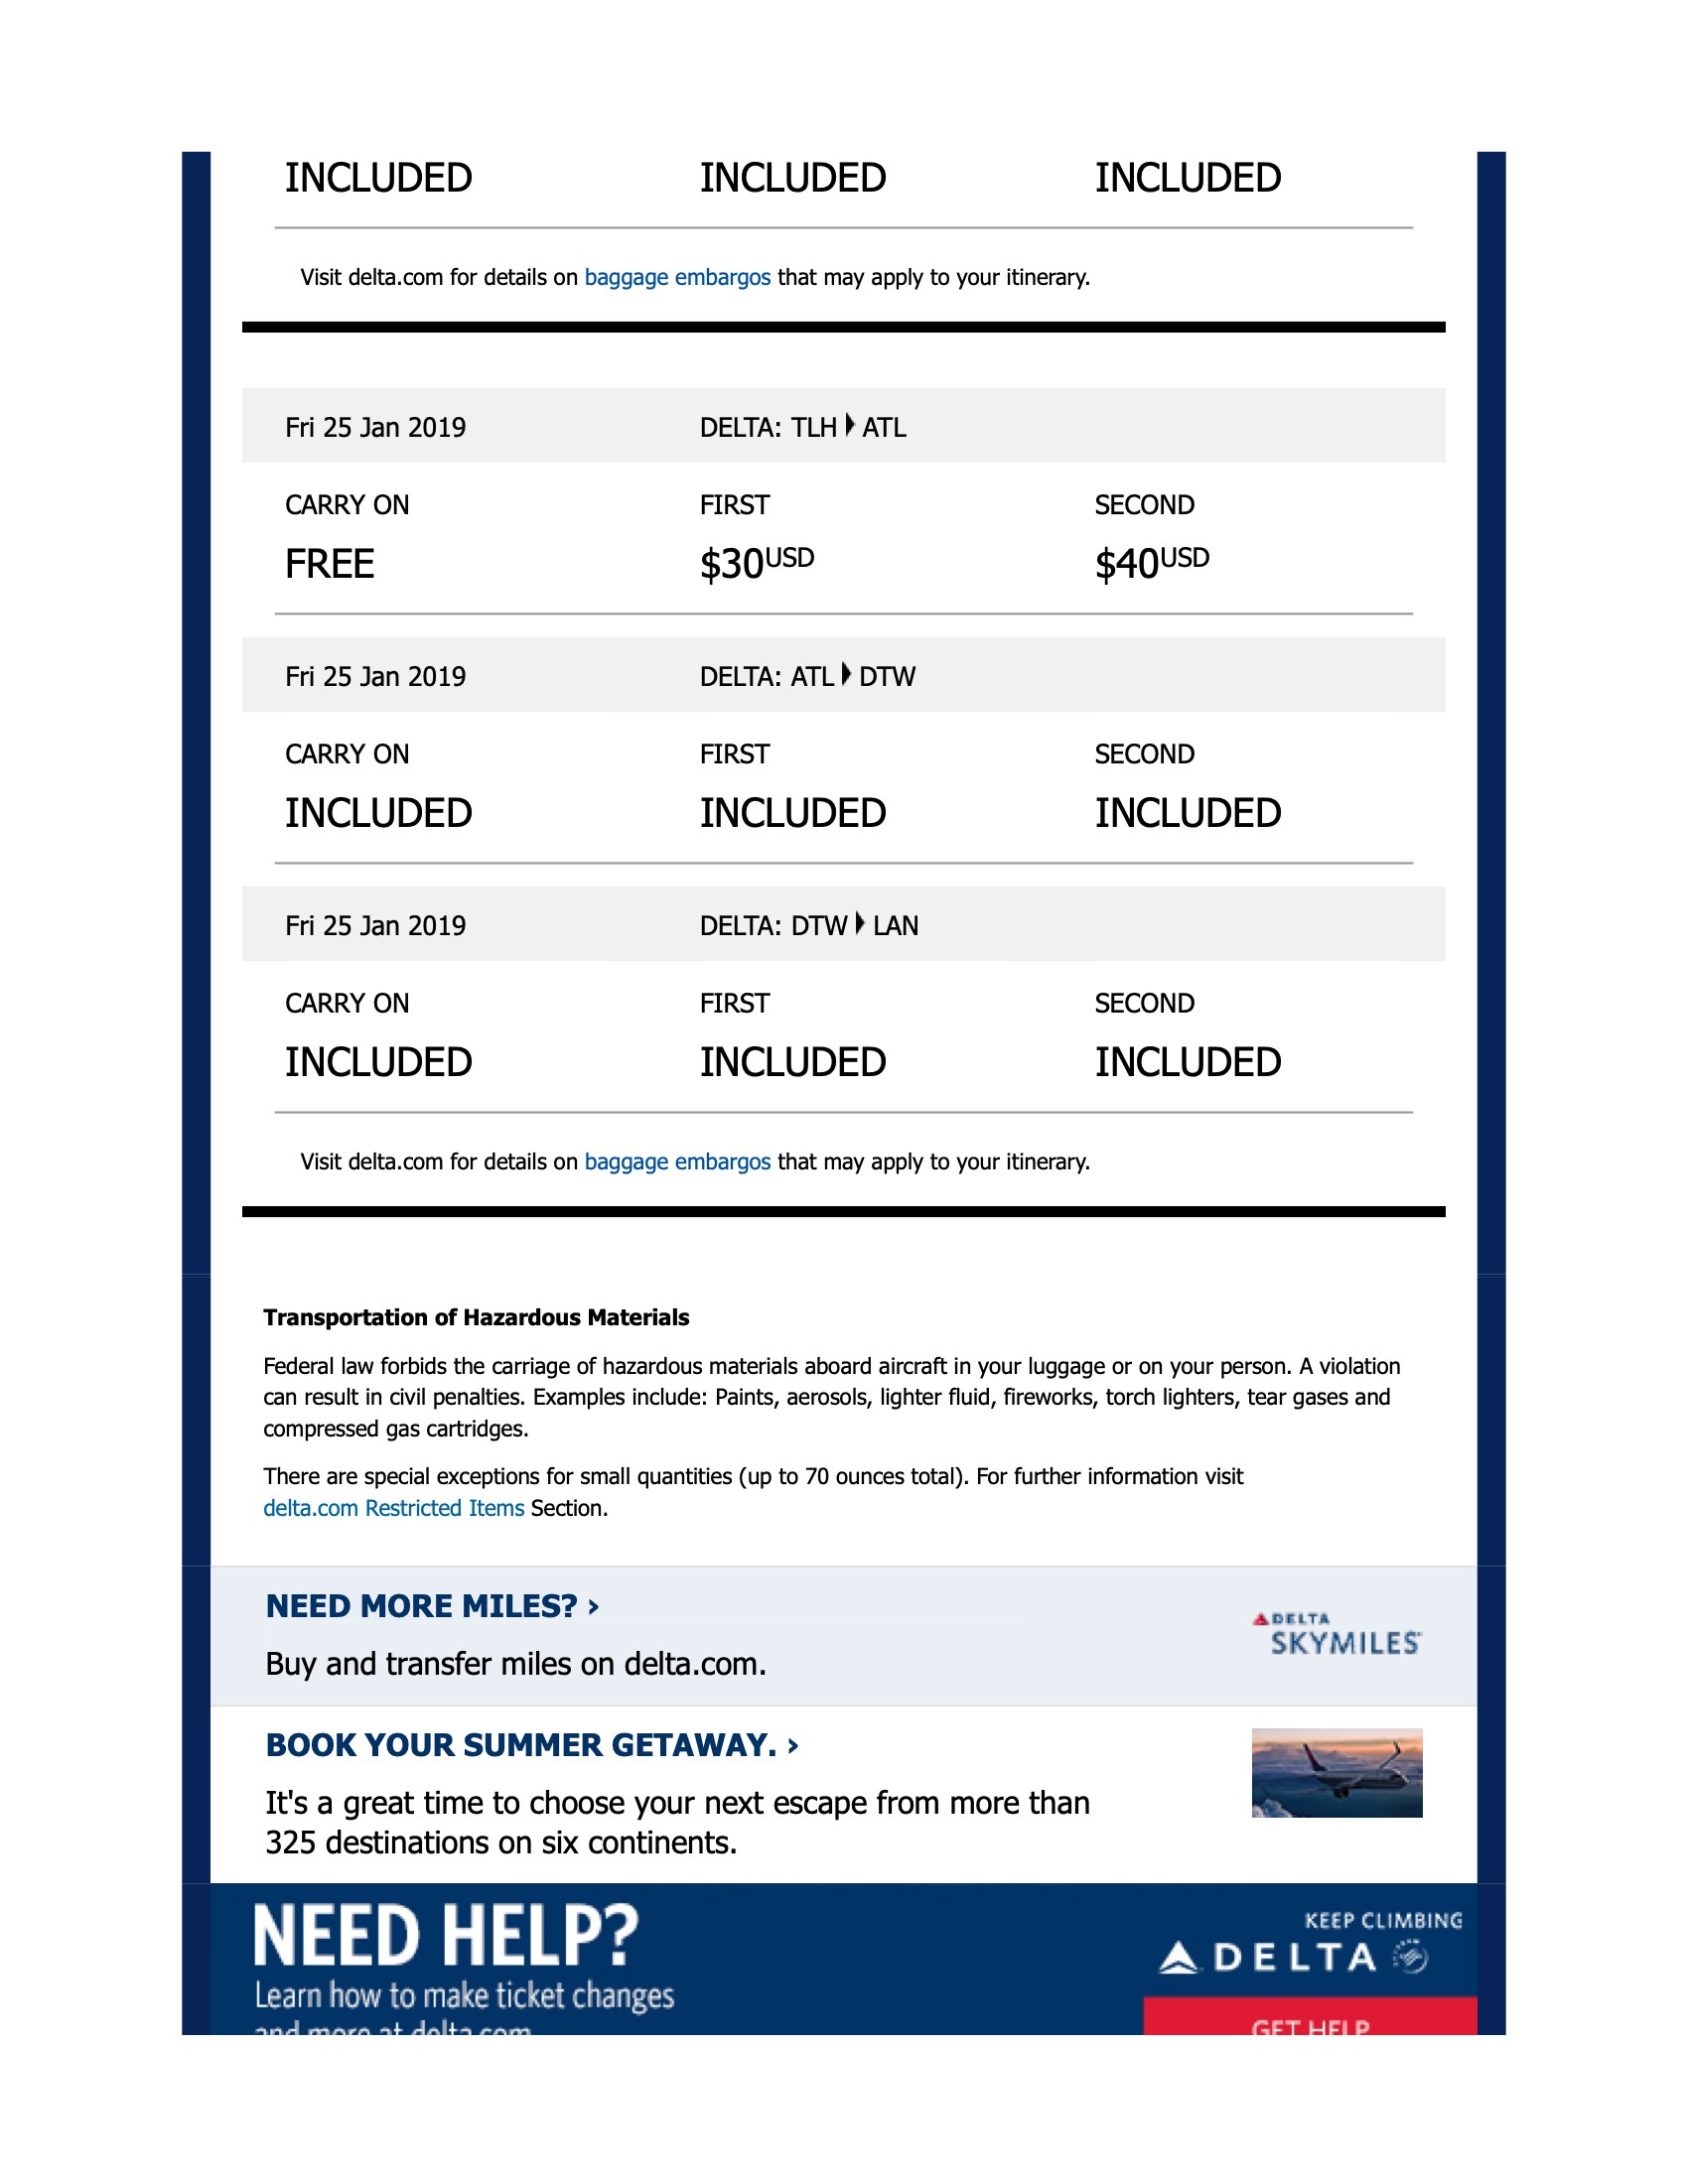 INCLUDED INCLUDED INCLUDED
Visit delta.com for details on baggage embargos that may apply to your itinerary.
Fri 25 Jan 2019 DELTA: TLH ATL
CARRY ON FIRST SECOND
FREE $30USD $40USD
Fri 25 Jan 2019 DELTA: ATL DTW
CARRY ON FIRST SECOND
INCLUDED INCLUDED INCLUDED
Fri 25 Jan 2019 DELTA: DTW LAN
CARRY ON FIRST SECOND
INCLUDED INCLUDED INCLUDED
Visit delta.com for details on baggage embargos that may apply to your itinerary.
Transportation of Hazardous Materials
Federal law forbids the carriage of hazardous materials aboard aircraft in your luggage or on your person. A violation
can result in civil penalties. Examples include: Paints, aerosols, lighter fluid, fireworks, torch lighters, tear gases and
compressed gas cartridges.
There are special exceptions for small quantities (up to 70 ounces total). For further information visit
delta.com Restricted Items Section.
NEED MORE MILES? ›
Buy and transfer miles on delta.com.
DELTA
SKYMILES
BOOK YOUR SUMMER GETAWAY. ›
It's a great time to choose your next escape from more than
325 destinations on six continents.
NEED HELP?
Learn how to make ticket changes
and more at delta.com
KEEP CLIMBING
DELTA
GET HELP